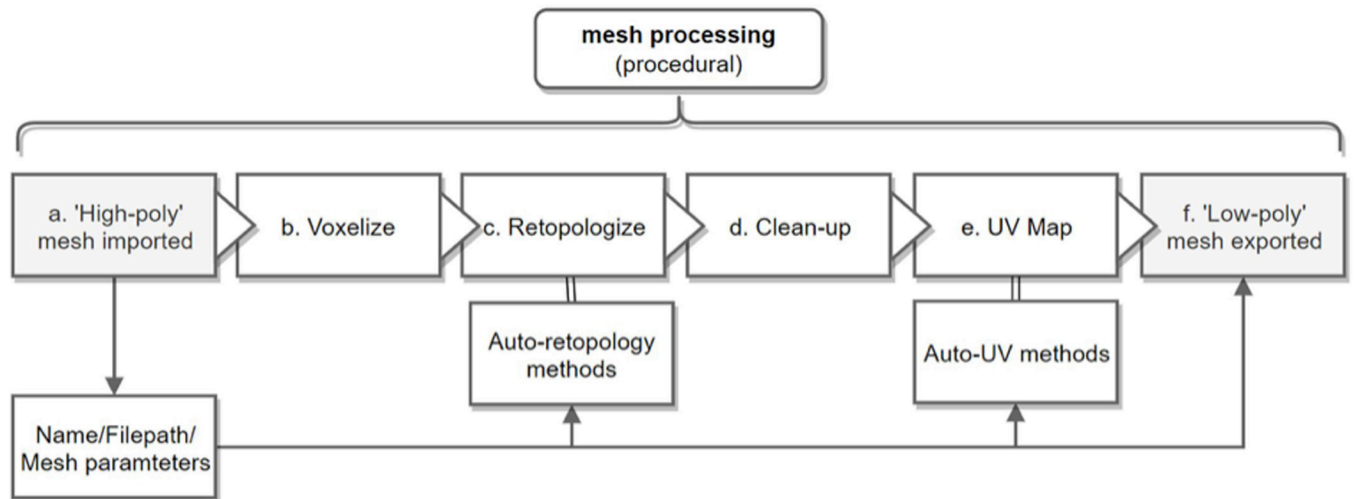 mesh processing
(procedural)
a. 'High-poly'
mesh imported
b. Voxelize
c. Retopologize
d. Clean-up
e. UV Map
f. 'Low-poly'
mesh exported
Auto-retopology
methods
Auto-UV methods
Name/Filepath/
Mesh paramteters